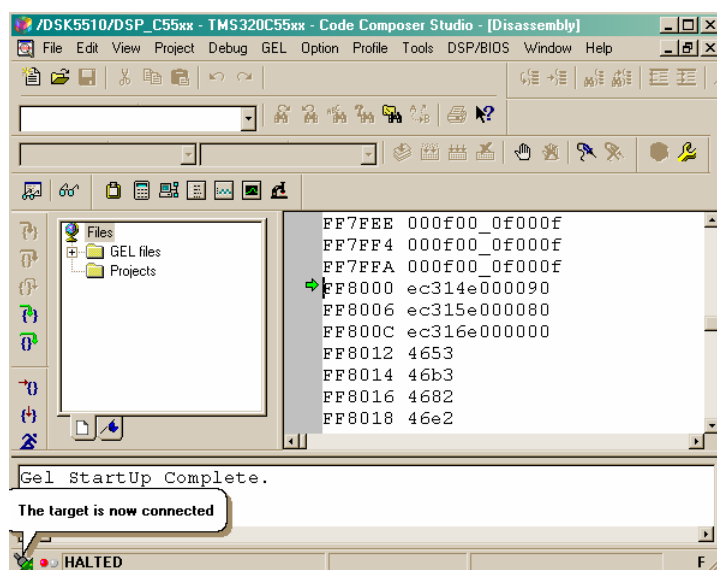 /DSK5510/DSP_C55xx - TMS320C55xx - Code Composer Studio - [Disassembly]
File Edit View Project Debug GEL Option Profile Tools DSP/BIOS Window Help
Files
GEL files
Projects
FF7FEE 000f00_0f000f
FF7FF4 000f00_0f000f
FF7FFA 000f00_0f000f
FF8000 ec314e000090
FF8006 ec315e000080
FF800C ec316e000000
FF8012 4653
FF8014 46b3
FF8016 4682
FF8018 46e2
Gel StartUp Complete.
The target is now connected
HALTED
F